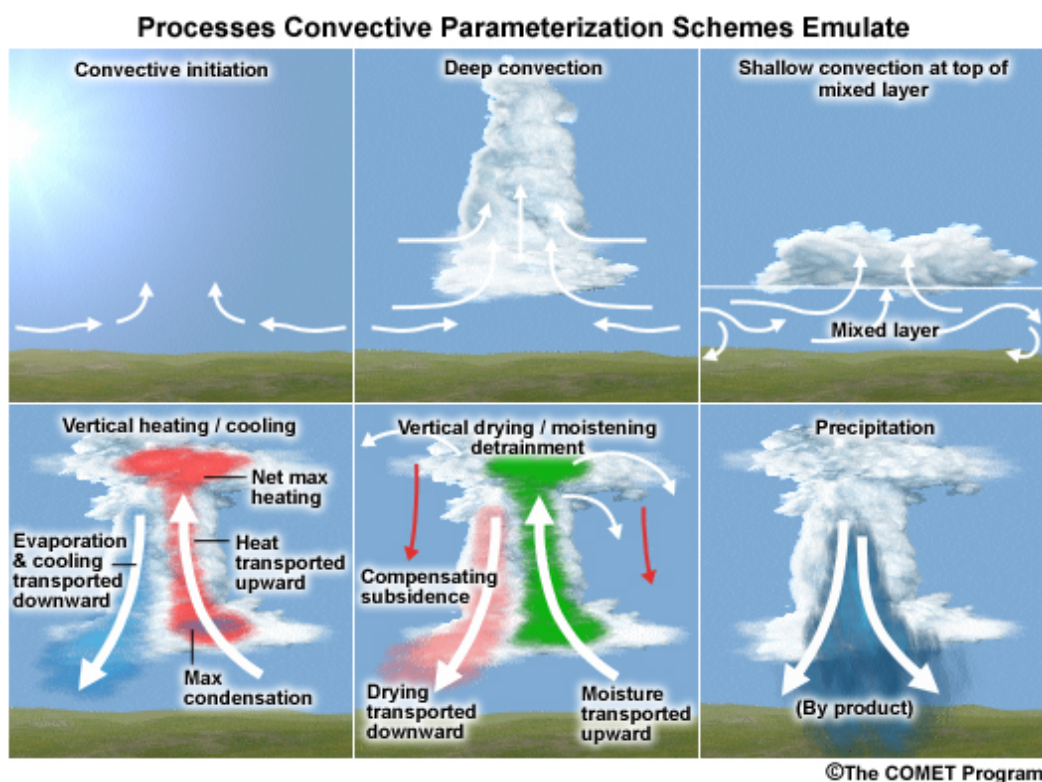 Processes Convective Parameterization Schemes Emulate
Convective initiation
Deep convection
Shallow convection at top of
mixed layer
Mixed layer
Vertical heating / cooling
Net max
heating
Evaporation
& cooling
transported
downward
Heat
transported
upward
Max
condensation
Vertical drying / moistening
detrainment
Compensating
subsidence
Drying
transported
downward
Moisture
transported
upward
Precipitation
(By product)
©The COMET Program